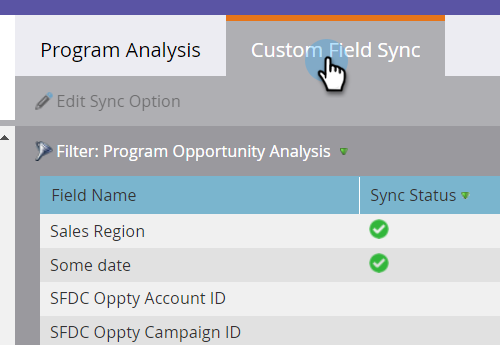 Program Analysis Custom Field Sync
Edit Sync Option
Filter: Program Opportunity Analysis
Field Name Sync Status
Sales Region
Some date
SFDC Oppty Account ID
SFDC Oppty Campaign ID